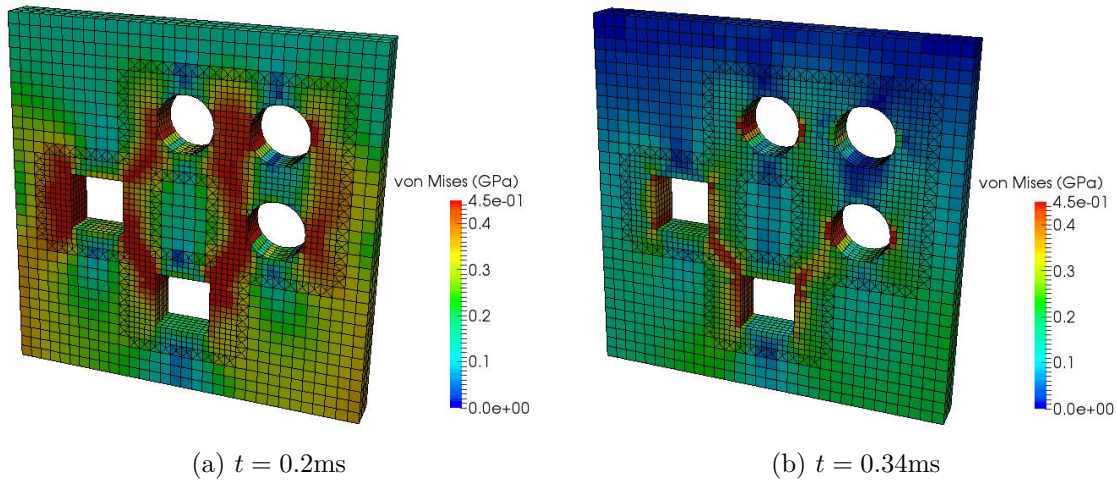 von Mises (GPa)
4.5e-01
0.4
0.3
0.2
0.1
0.0e+00
von Mises (GPa)
4.5e-01
0.4
0.3
0.2
0.1
0.0e+00
(a) t = 0.2ms
(b) t = 0.34ms